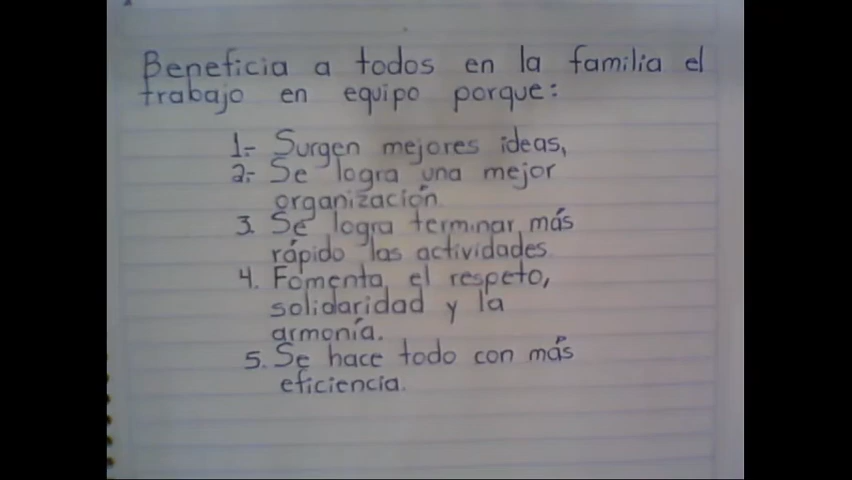 Beneficia a todos en la familia el
trabajo en equipo porque:
1.- Surgen mejores ideas,
2.- Se logra una mejor
organización
3. Se logra terminar más
rápido las actividades.
4. Fomenta el respeto,
solidaridad y la
armonía.
5. Se hace todo con más
eficiencia.